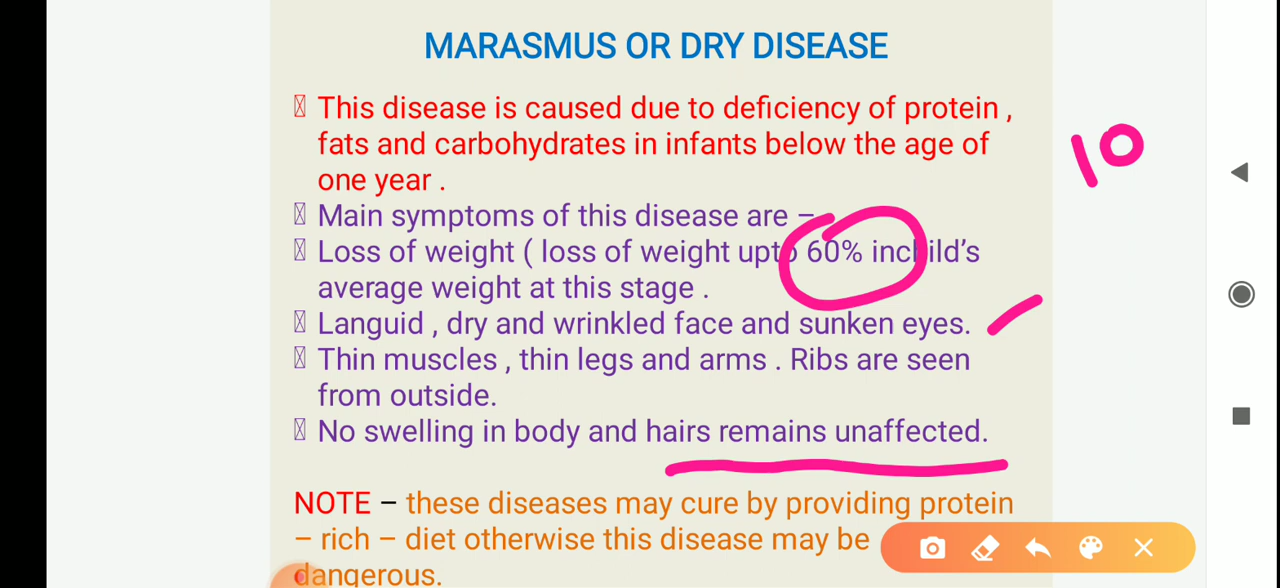 MARASMUS OR DRY DISEASE
This disease is caused due to deficiency of protein ,
fats and carbohydrates in infants below the age of
one year .
10
Main symptoms of this disease are –
Loss of weight ( loss of weight upto 60% inchild’s
average weight at this stage .
Languid , dry and wrinkled face and sunken eyes.
Thin muscles , thin legs and arms . Ribs are seen
from outside.
No swelling in body and hairs remains unaffected.
NOTE – these diseases may cure by providing protein
– rich – diet otherwise this disease may be
dangerous.